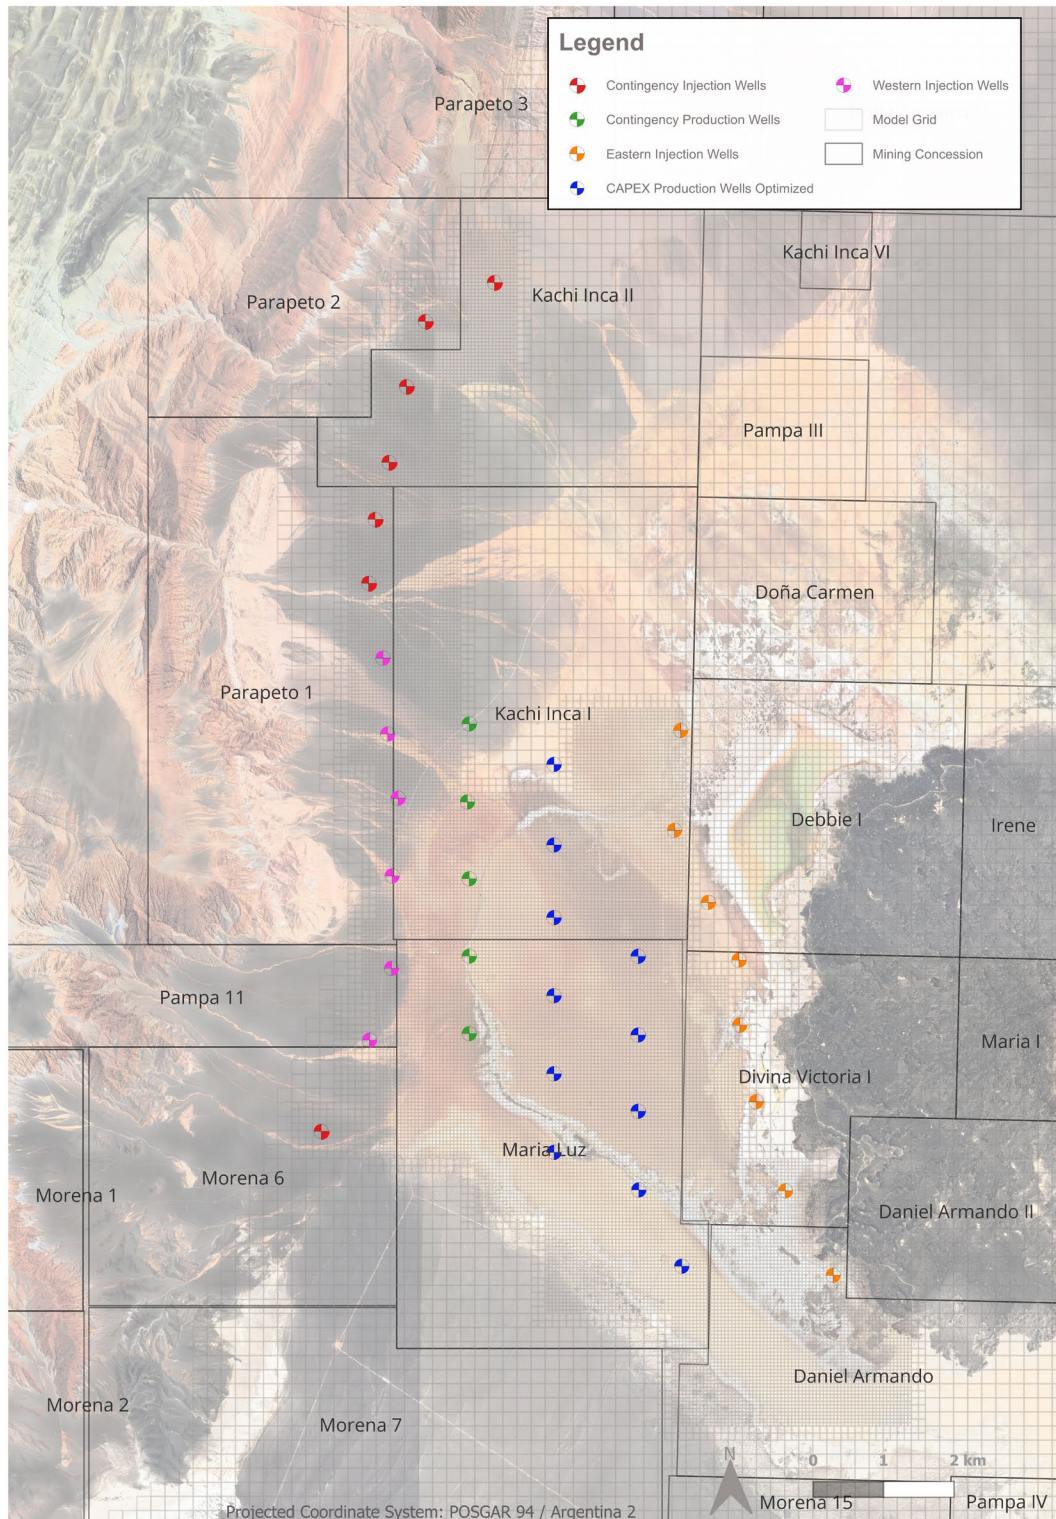 Legend
Contingency Injection Wells
Western Injection Wells
Contingency Production Wells
Model Grid
Eastern Injection Wells
Mining Concession
CAPEX Production Wells Optimized
Parapeto 3
Kachi Inca VI
Parapeto 2
Kachi Inca II
Pampa III
Doña Carmen
Parapeto 1
Kachi Inca I
Debbie I
Irene
Pampa 11
Maria I
Divina Victoria I
Maria Luz
Morena 6
Morena 1
Daniel Armando II
Daniel Armando
Morena 2
Morena 7
N
0 1 2 km
Morena 15
Pampa IV
Projected Coordinate System: POSGAR 94 / Argentina 2